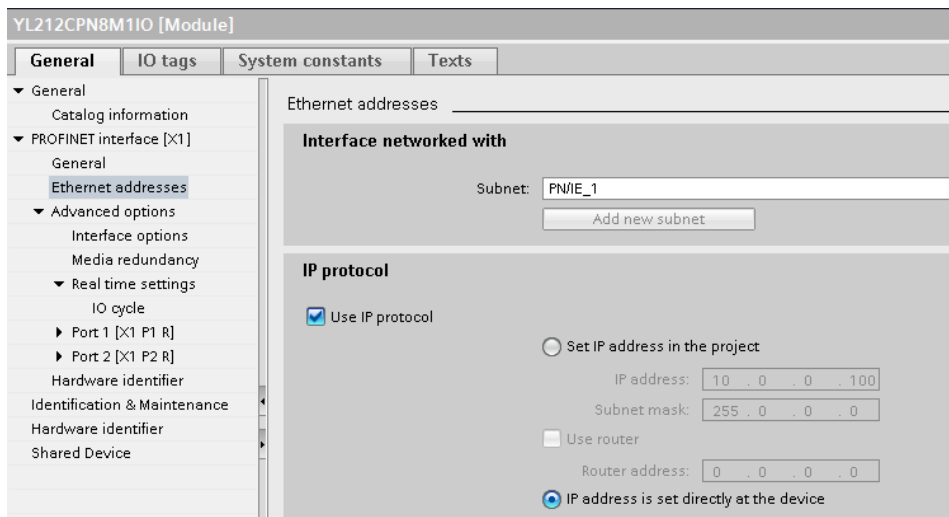 YL212CPN8M1IO [Module]
General IO tags System constants Texts
General
Catalog information
PROFINET interface [X1]
General
Ethernet addresses
Advanced options
Interface options
Media redundancy
Real time settings
IO cycle
Port 1 [X1 P1 R]
Port 2 [X1 P2 R]
Hardware identifier
Identification & Maintenance
Hardware identifier
Shared Device
Ethernet addresses
Interface networked with
Subnet: PN/IE_1
Add new subnet
IP protocol
Use IP protocol
Set IP address in the project
IP address: 10 . 0 . 0 . 100
Subnet mask: 255 . 0 . 0 . 0
Use router
Router address: 0 . 0 . 0 . 0
IP address is set directly at the device